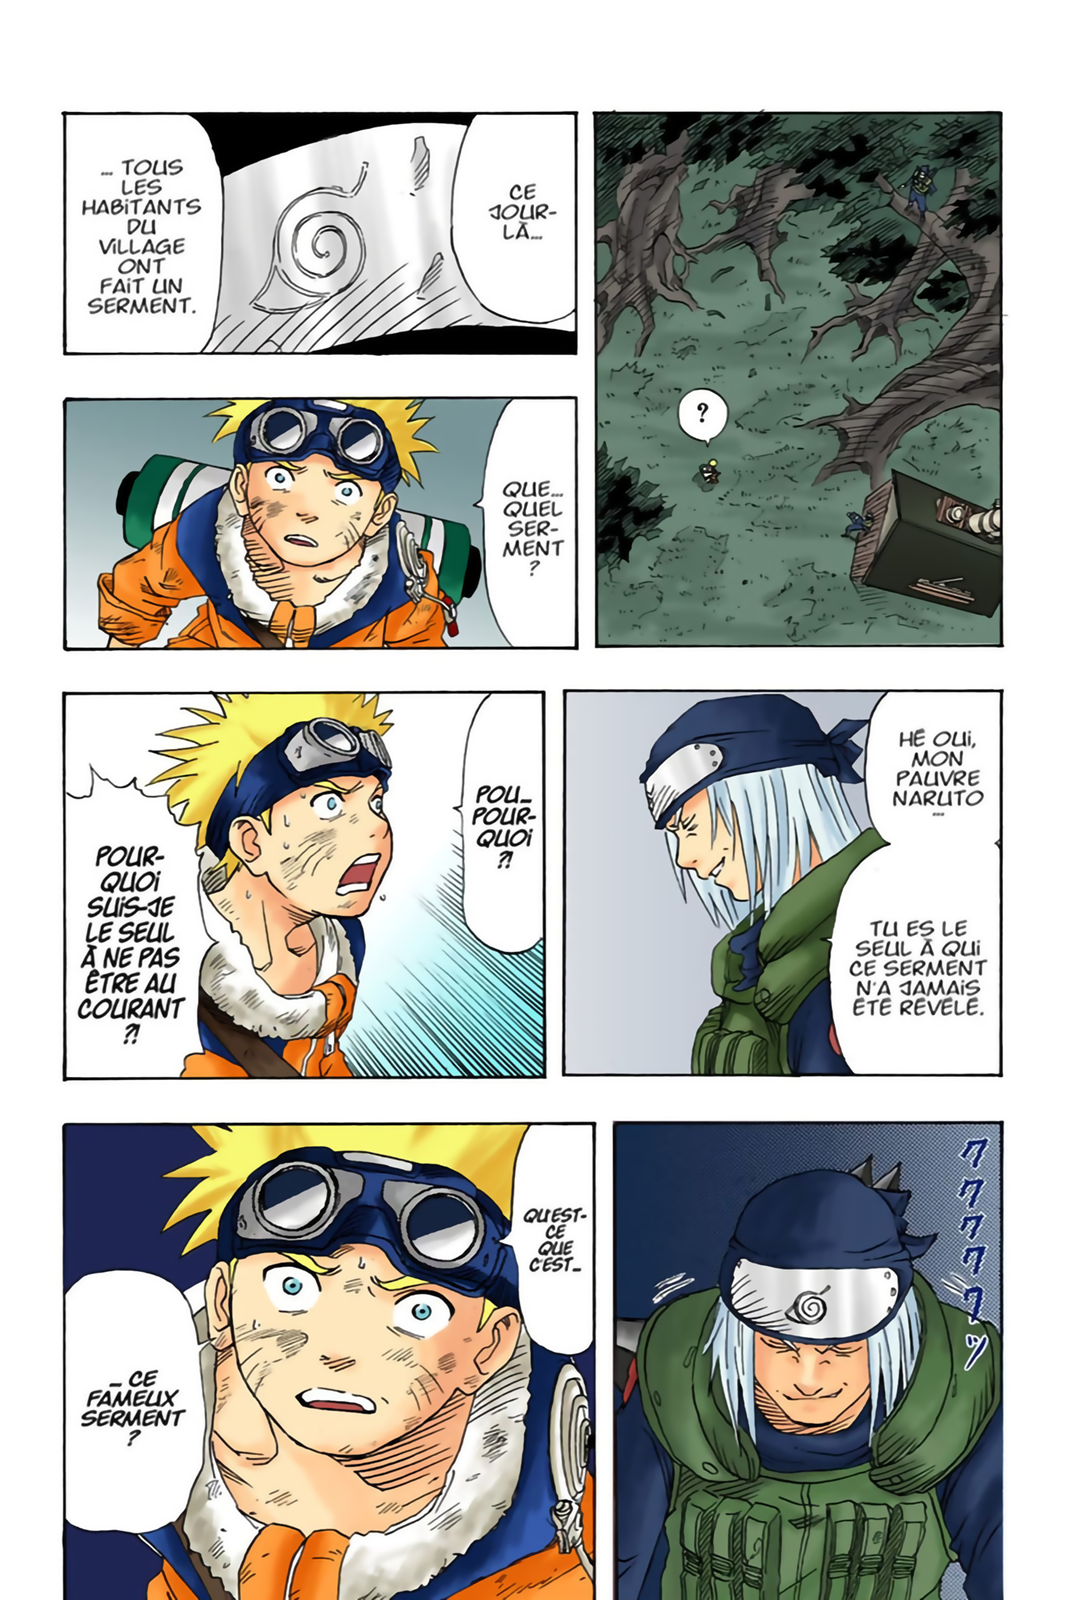 ?
CE
JOUR-
LÀ...
... TOUS
LES
HABITANTS
DU
VILLAGE
ONT
FAIT UN
SERMENT.
QUE...
QUEL
SER-
MENT
?
HÉ OUI,
MON
PAUVRE
NARUTO
...
TU ES LE
SEUL À QUI
CE SERMENT
N'A JAMAIS
ÉTÉ RÉVÉLÉ.
POU...
POUR-
QUOI
?!
POUR-
QUOI
SUIS-JE
LE SEUL
À NE PAS
ÊTRE AU
COURANT
?!
ククククッ
QU'EST-
CE
QUE
C'EST...
... CE
FAMEUX
SERMENT
?